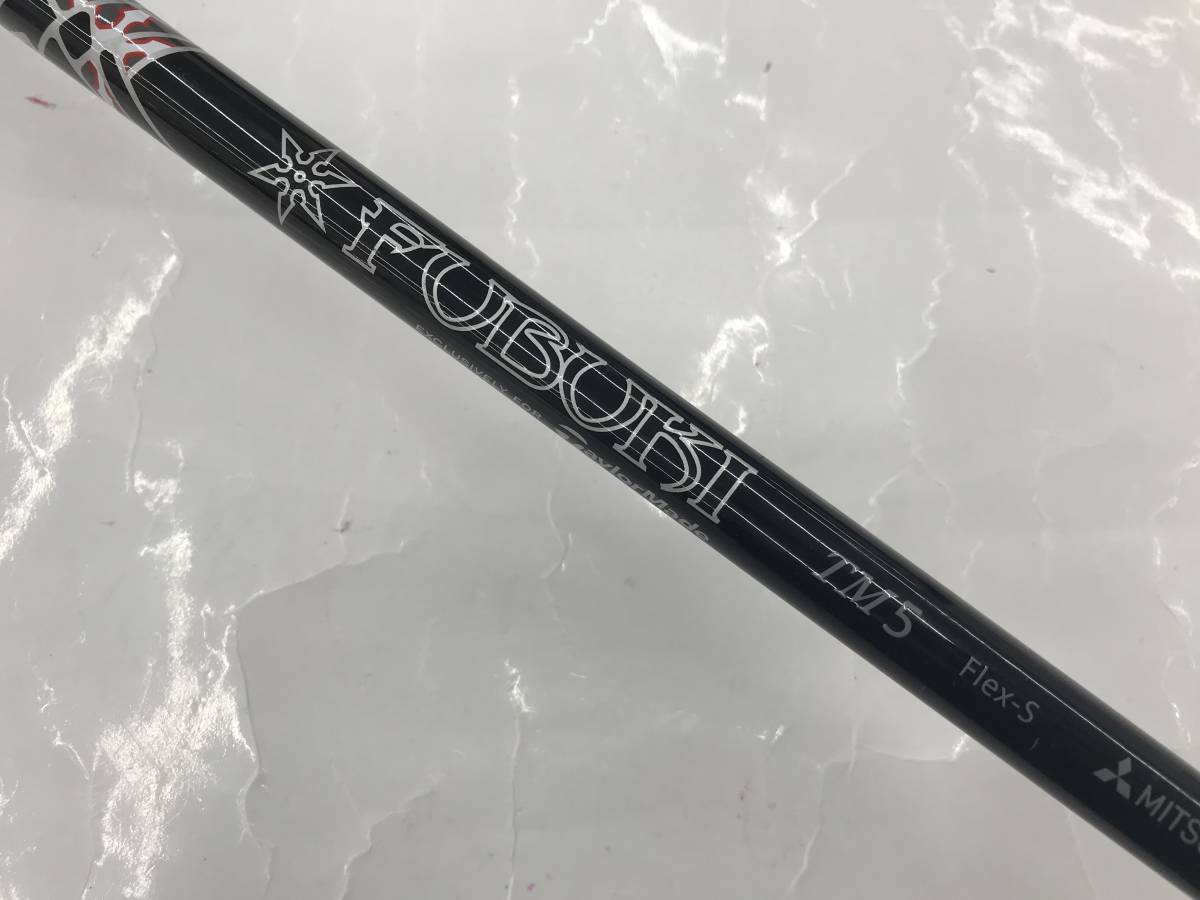 FUBUKI
EXCLUSIVELY FOR TaylorMade
TM5
Flex-S
MITS